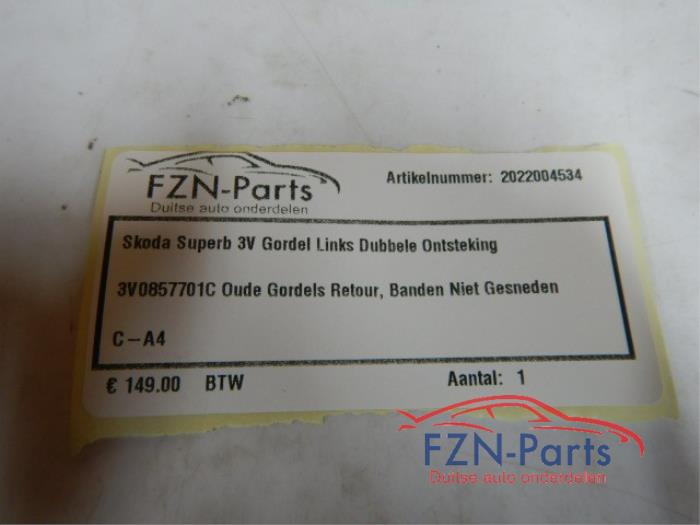 FZN-Parts
Duitse auto onderdelen
Artikelnummer: 2022004534
Skoda Superb 3V Gordel Links Dubbele Ontsteking
3V0857701C Oude Gordels Retour, Banden Niet Gesneden
C-A4
€ 149.00 BTW Aantal: 1
FZN-Parts
Duitse auto onderdelen